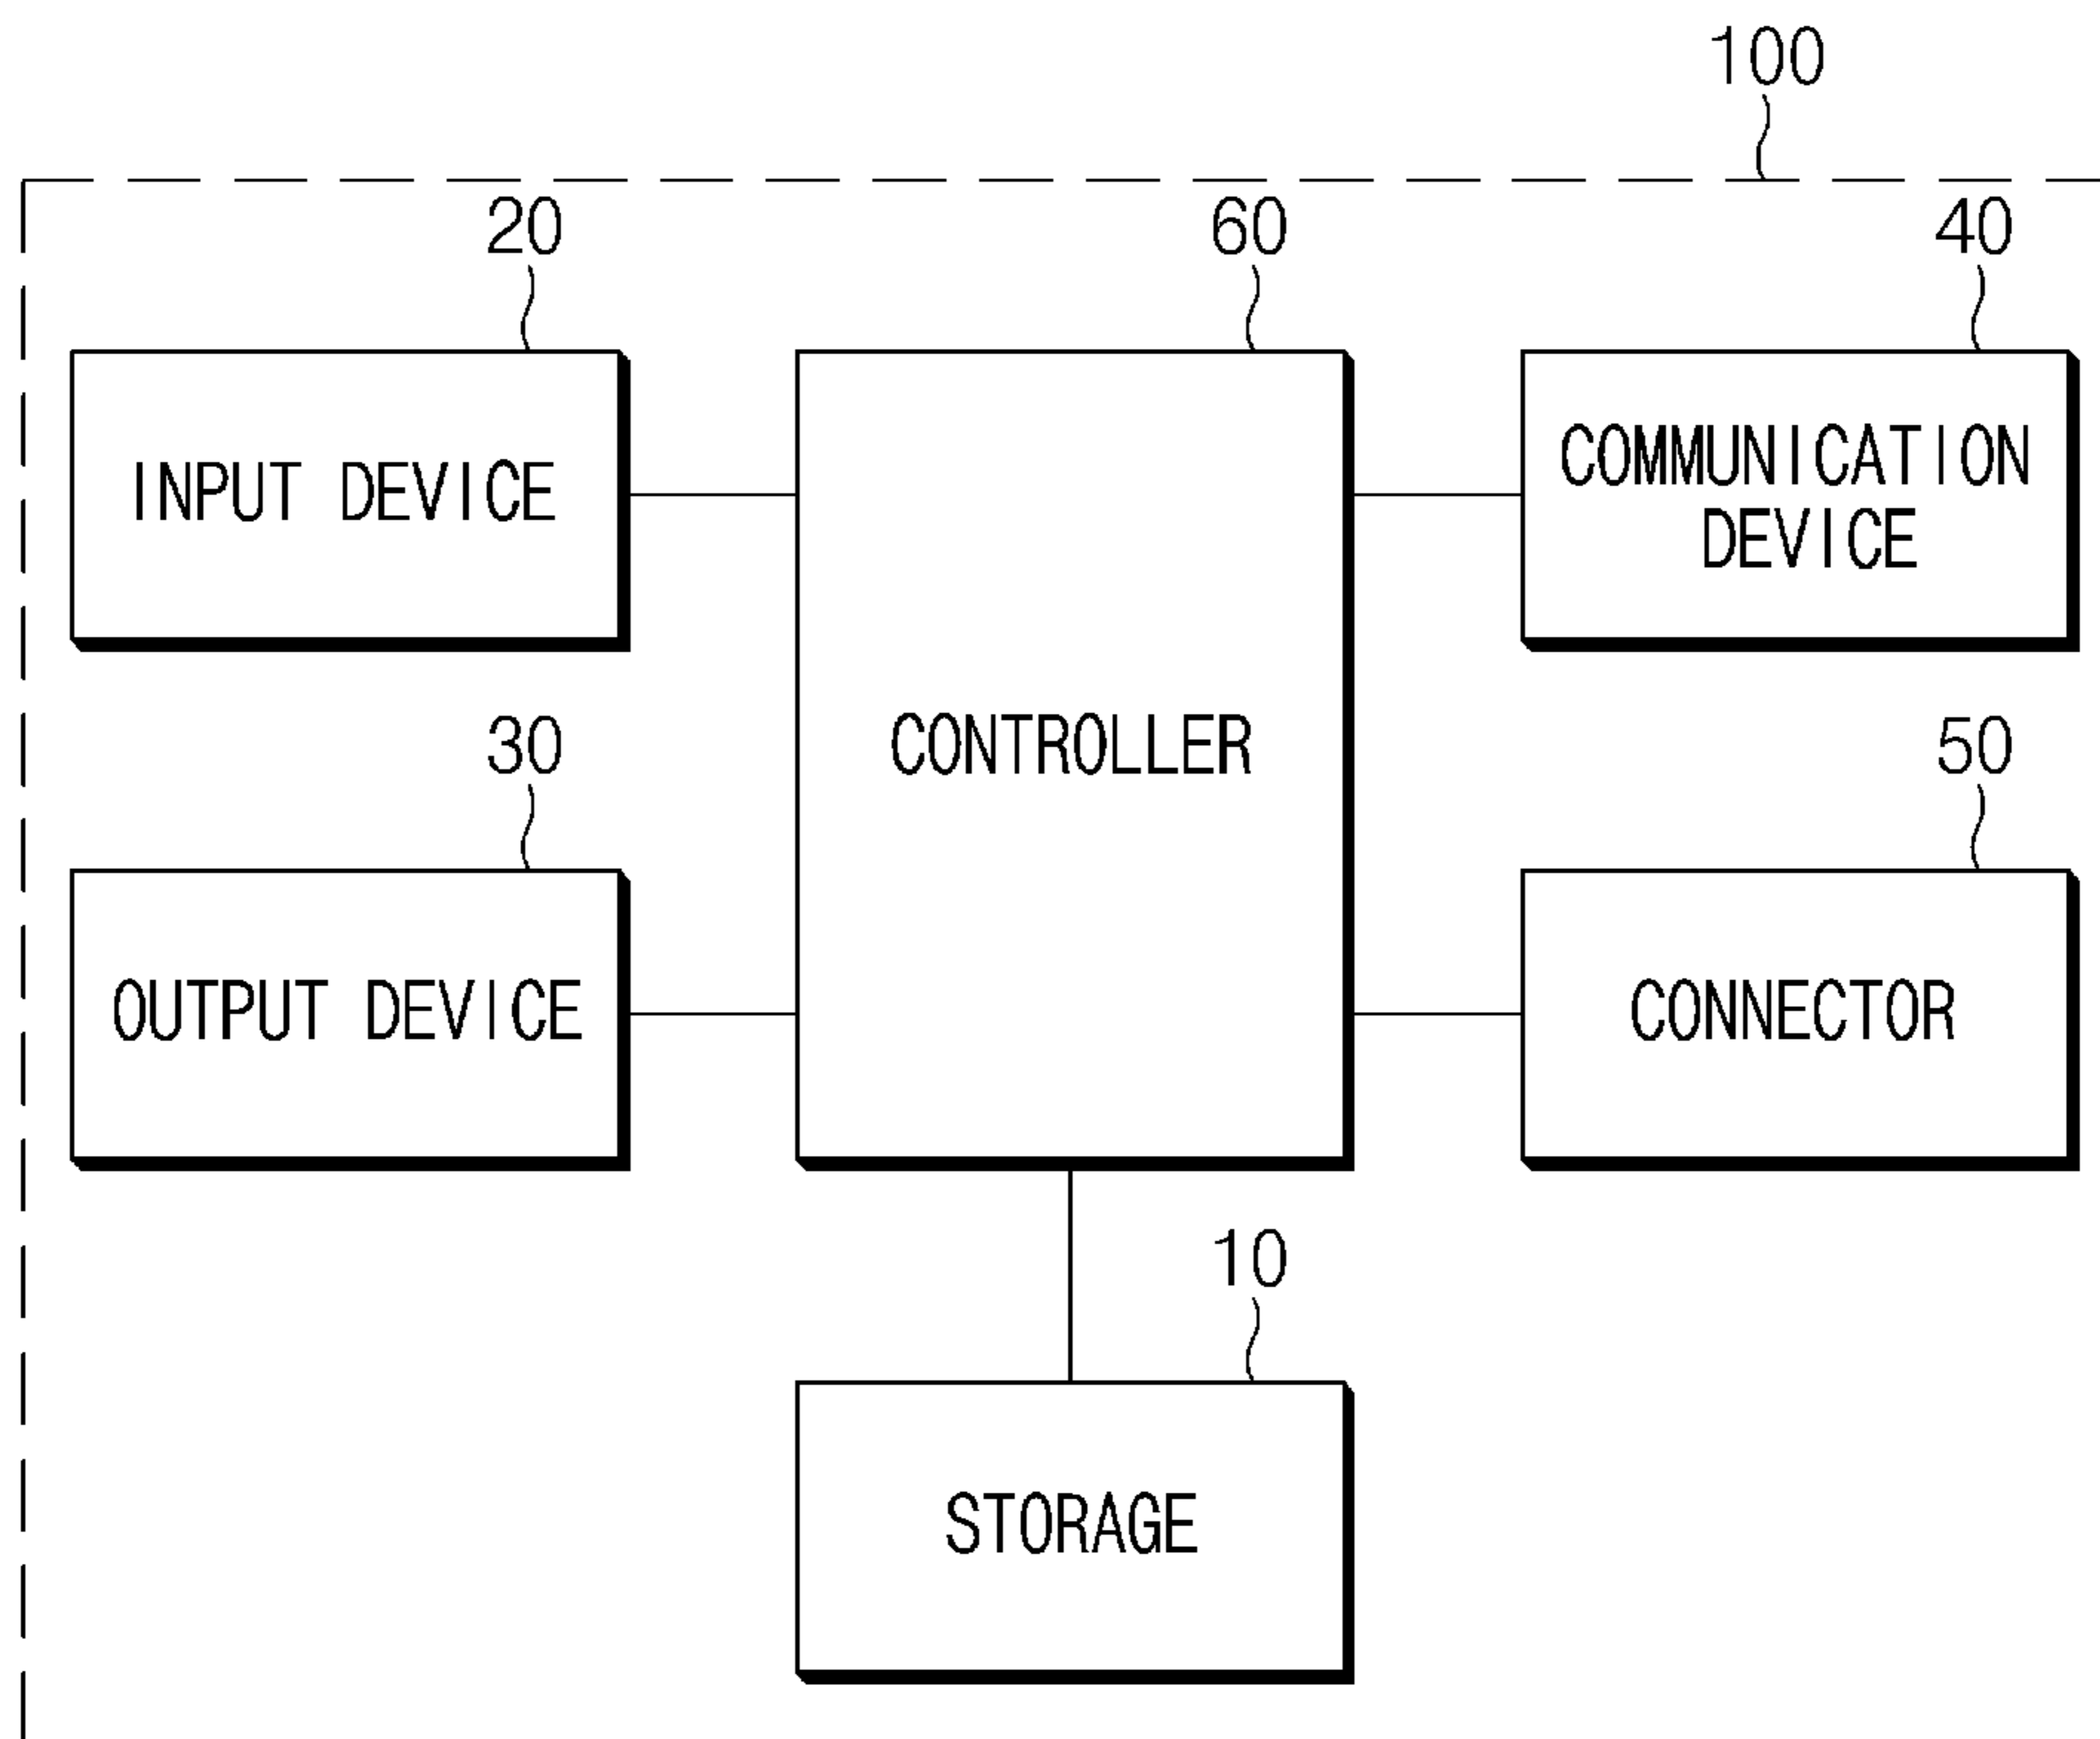 100
20
60
40
INPUT DEVICE
COMMUNICATION
DEVICE
CONTROLLER
30
50
OUTPUT DEVICE
CONNECTOR
10
STORAGE